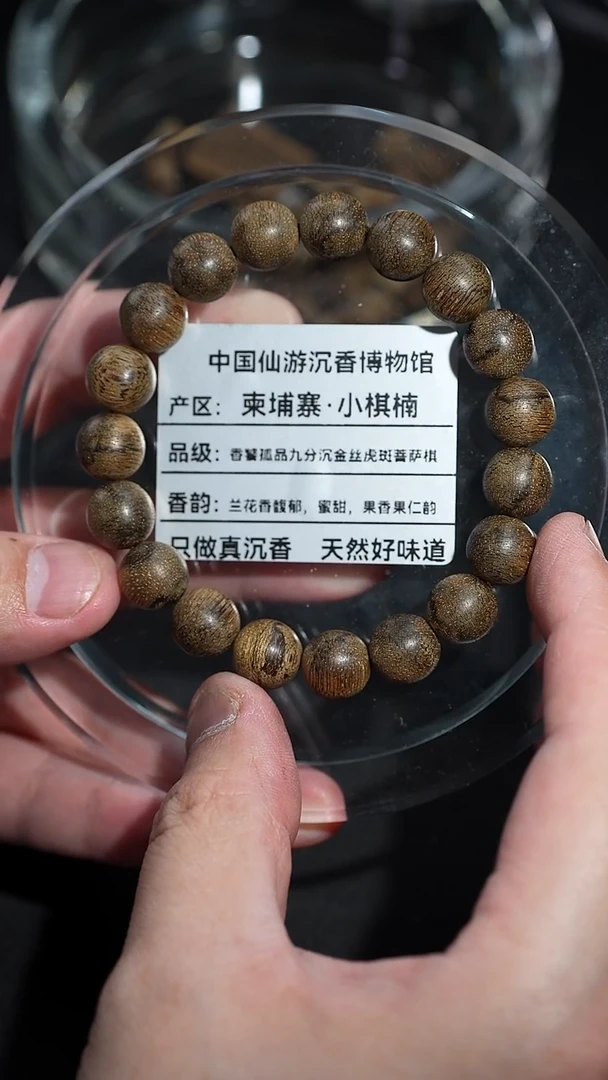 中国仙游沉香博物馆
产区：柬埔寨·小棋楠
品级：香饕孤品九分沉金丝虎斑菩萨棋
香韵：兰花香馥郁，蜜甜，果香果仁韵
只做真沉香 天然好味道